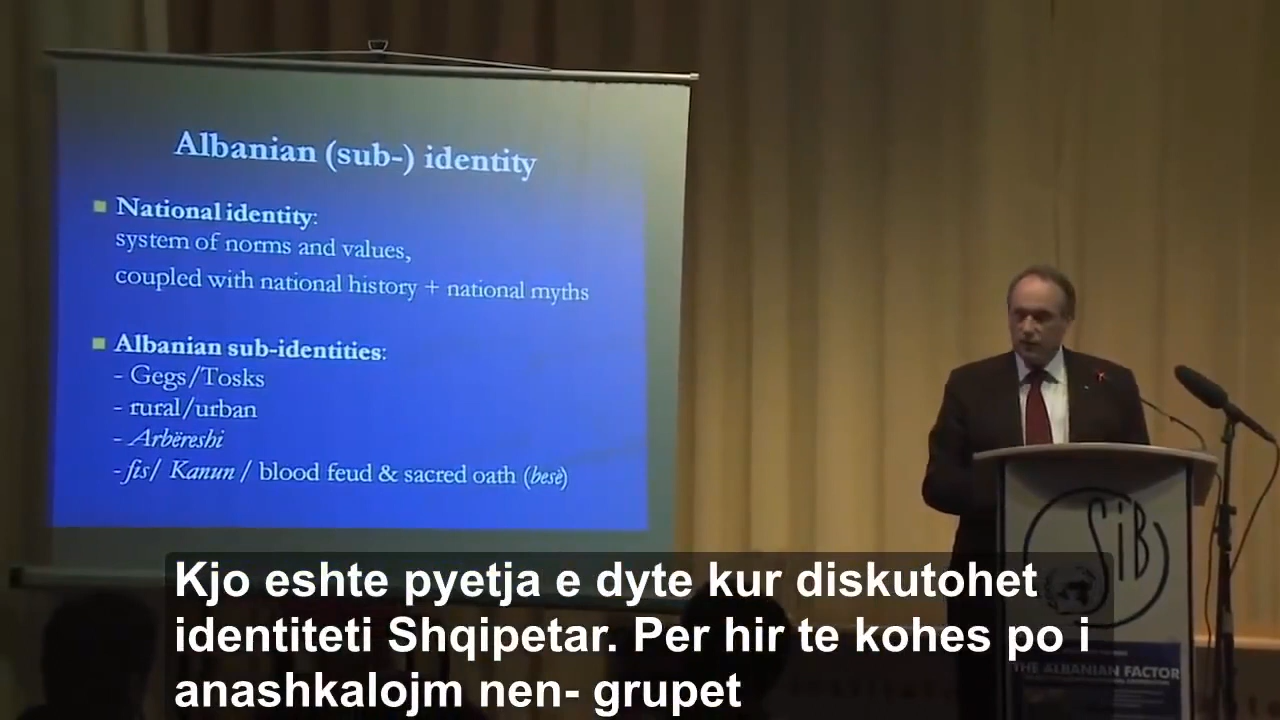 Albanian (sub-) identity
National identity:
system of norms and values,
coupled with national history + national myths
Albanian sub-identities:
- Gegs/Tosks
- rural/urban
- Arbëreshi
- fis/ Kanun / blood feud & sacred oath (besë)
SiB
THE ALBANIAN FACTOR
Kjo eshte pyetja e dyte kur diskutohet
identiteti Shqipetar. Per hir te kohes po i
anashkalojm nen- grupet